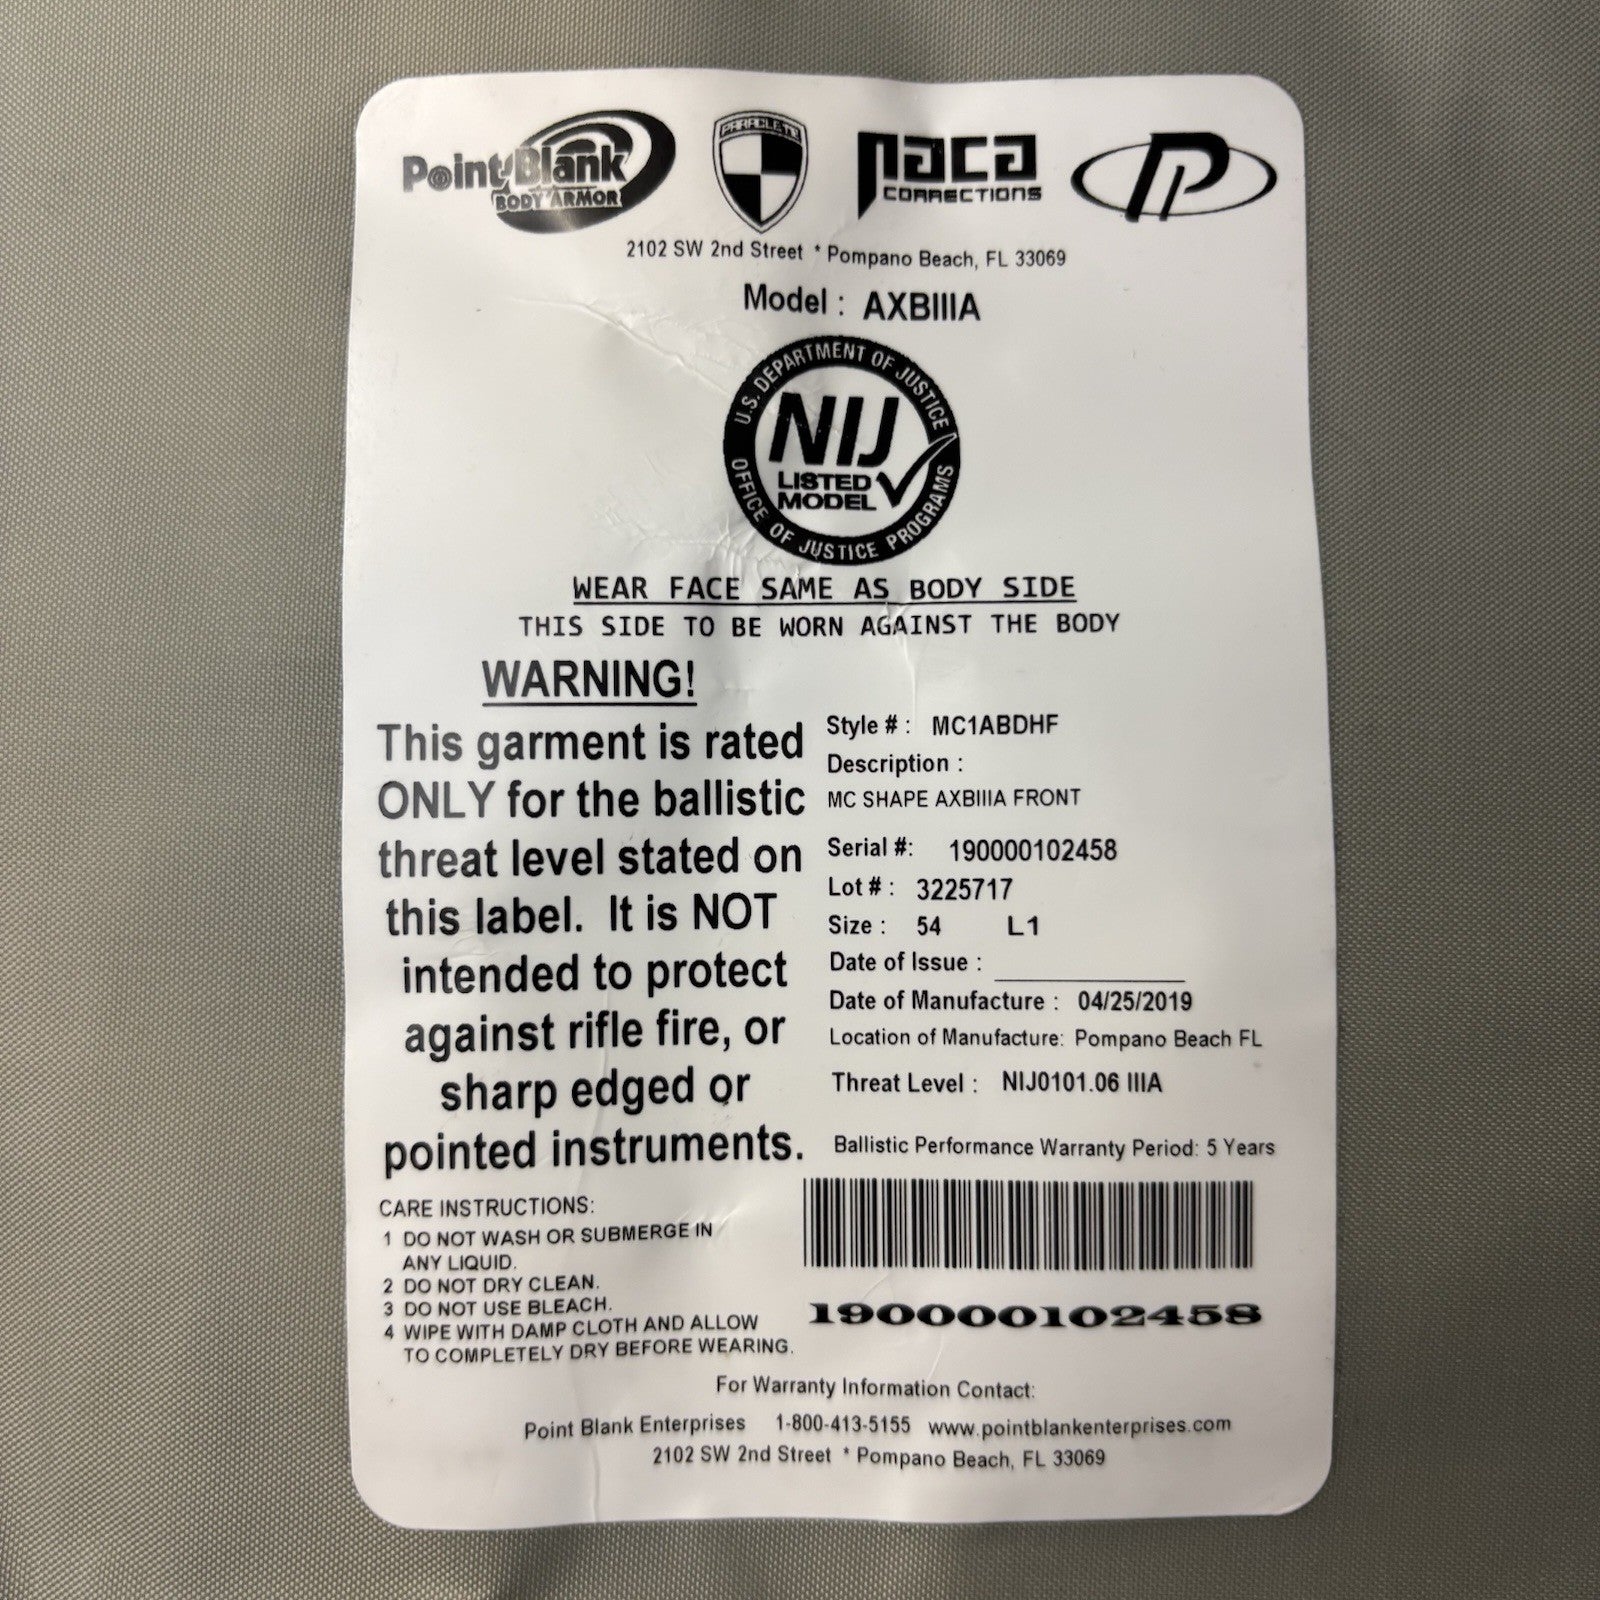 Point Blank
BODY ARMOR
PARACLETE
PACA
CORRECTIONS
2102 SW 2nd Street * Pompano Beach, FL 33069
Model : AXBIIIA
U.S. DEPARTMENT OF JUSTICE
NIJ
LISTED
MODEL
OFFICE OF JUSTICE PROGRAMS
WEAR FACE SAME AS BODY SIDE
THIS SIDE TO BE WORN AGAINST THE BODY
WARNING!
This garment is rated
ONLY for the ballistic
threat level stated on
this label. It is NOT
intended to protect
against rifle fire, or
sharp edged or
pointed instruments.
Style # : MC1ABDHF
Description :
MC SHAPE AXBIIIA FRONT
Serial #: 190000102458
Lot # : 3225717
Size : 54 L1
Date of Issue :
Date of Manufacture : 04/25/2019
Location of Manufacture: Pompano Beach FL
Threat Level : NIJ0101.06 IIIA
Ballistic Performance Warranty Period: 5 Years
190000102458
CARE INSTRUCTIONS:
1 DO NOT WASH OR SUBMERGE IN
ANY LIQUID.
2 DO NOT DRY CLEAN.
3 DO NOT USE BLEACH.
4 WIPE WITH DAMP CLOTH AND ALLOW
TO COMPLETELY DRY BEFORE WEARING.
For Warranty Information Contact:
Point Blank Enterprises 1-800-413-5155 www.pointblankenterprises.com
2102 SW 2nd Street * Pompano Beach, FL 33069